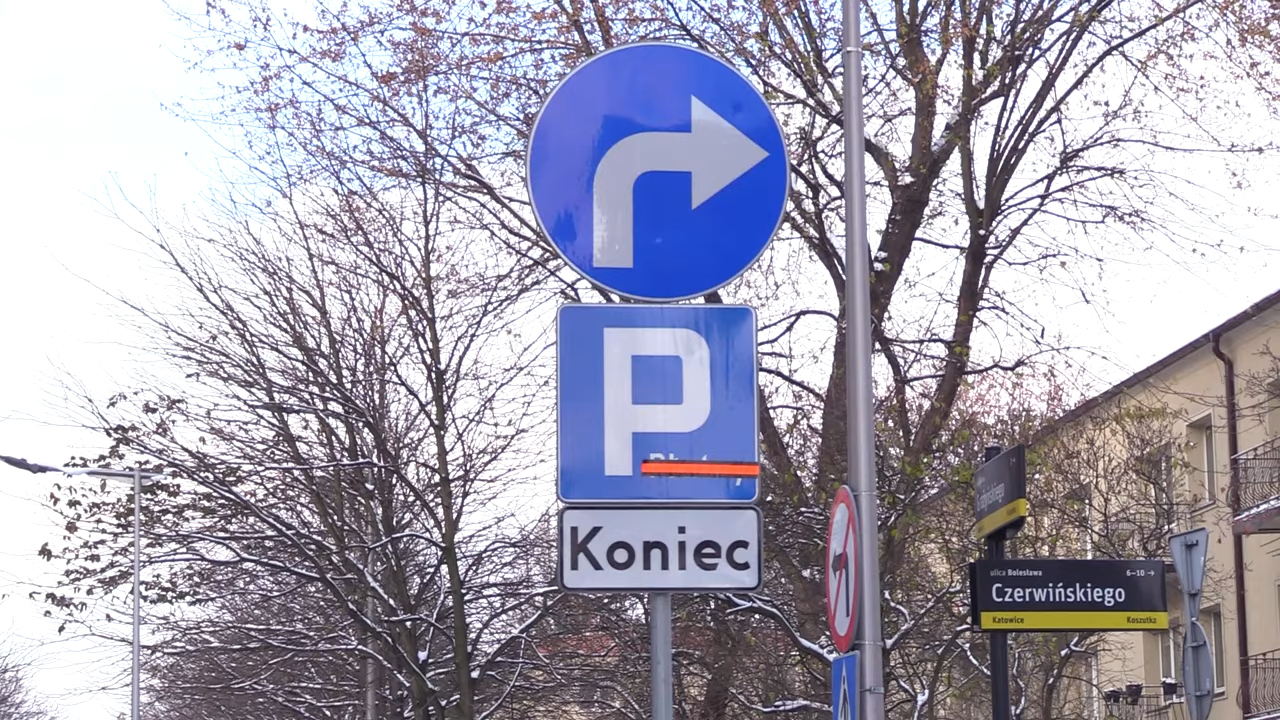 P
Koniec
ulica Bolesława 6–10 →
Czerwińskiego
Katowice Koszutka